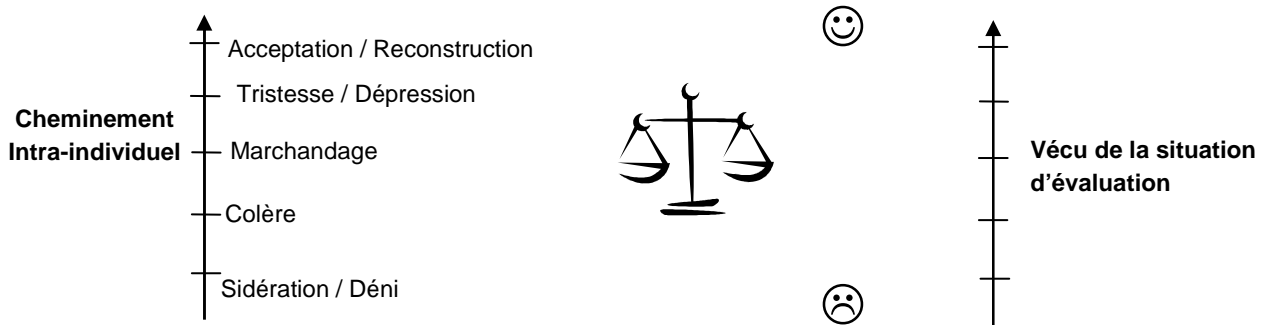 Acceptation / Reconstruction
Tristesse / Dépression
Cheminement
Intra-individuel
Marchandage
Colère
Sidération / Déni
Vécu de la situation
d’évaluation